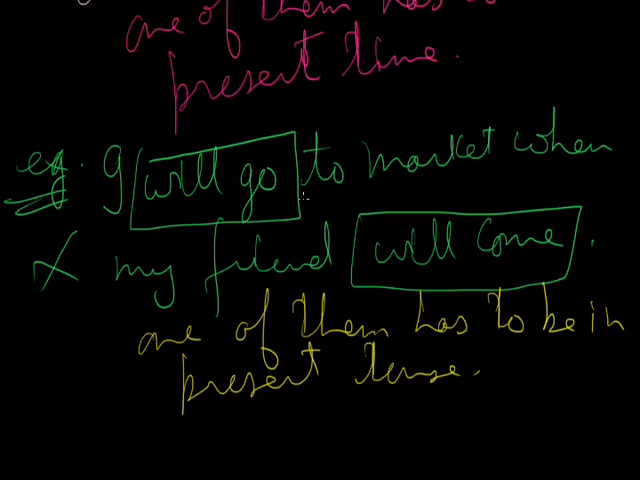 one of them has to
present time.
eg. I will go to market when
X my friend will come.
one of them has to be in
present tense.